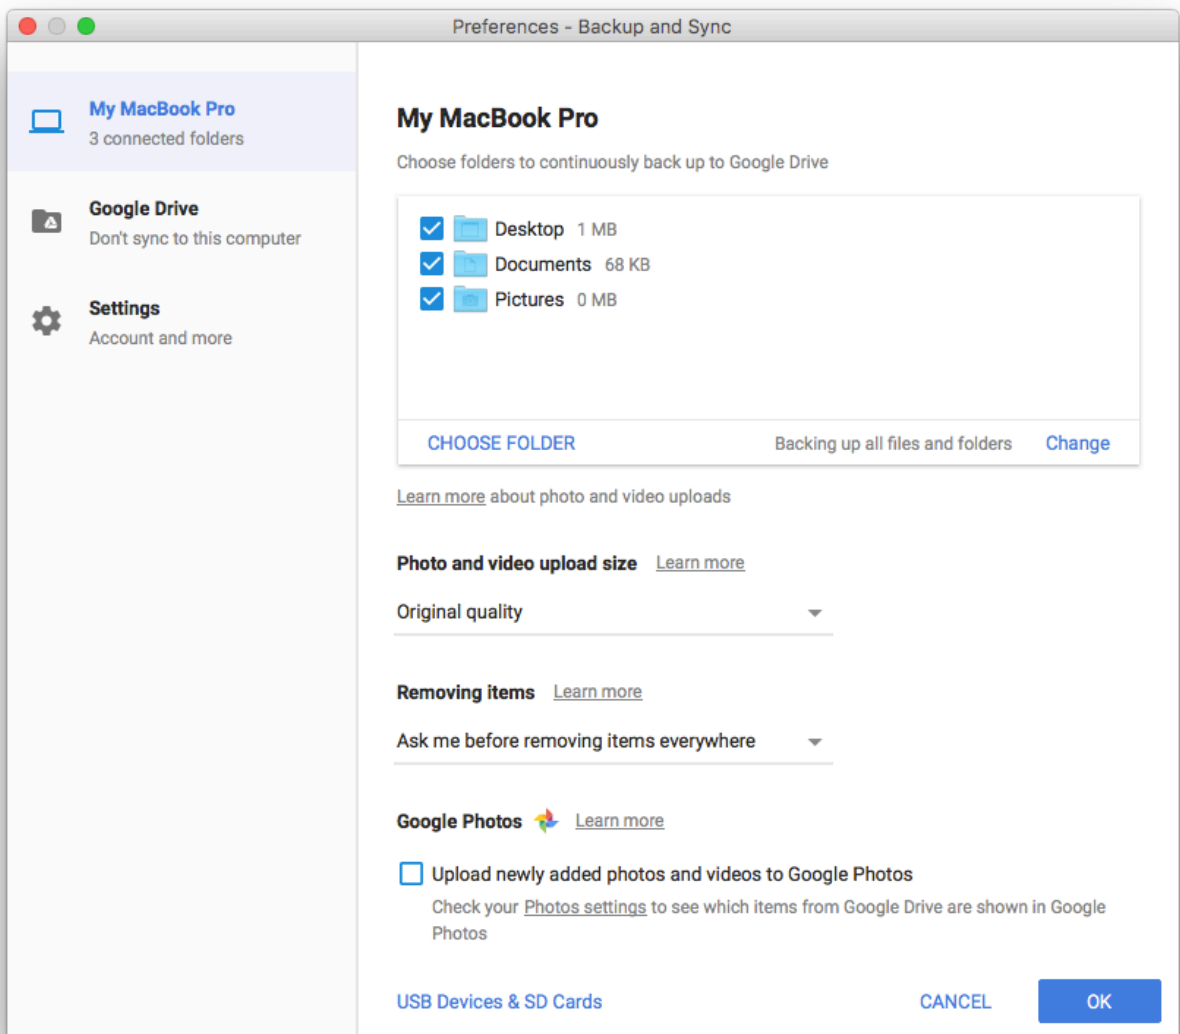 Preferences - Backup and Sync
My MacBook Pro
3 connected folders
Google Drive
Don't sync to this computer
Settings
Account and more
My MacBook Pro
Choose folders to continuously back up to Google Drive
Desktop 1 MB
Documents 68 KB
Pictures 0 MB
CHOOSE FOLDER Backing up all files and folders Change
Learn more about photo and video uploads
Photo and video upload size Learn more
Original quality
Removing items Learn more
Ask me before removing items everywhere
Google Photos Learn more
Upload newly added photos and videos to Google Photos
Check your Photos settings to see which items from Google Drive are shown in Google
Photos
USB Devices & SD Cards CANCEL OK